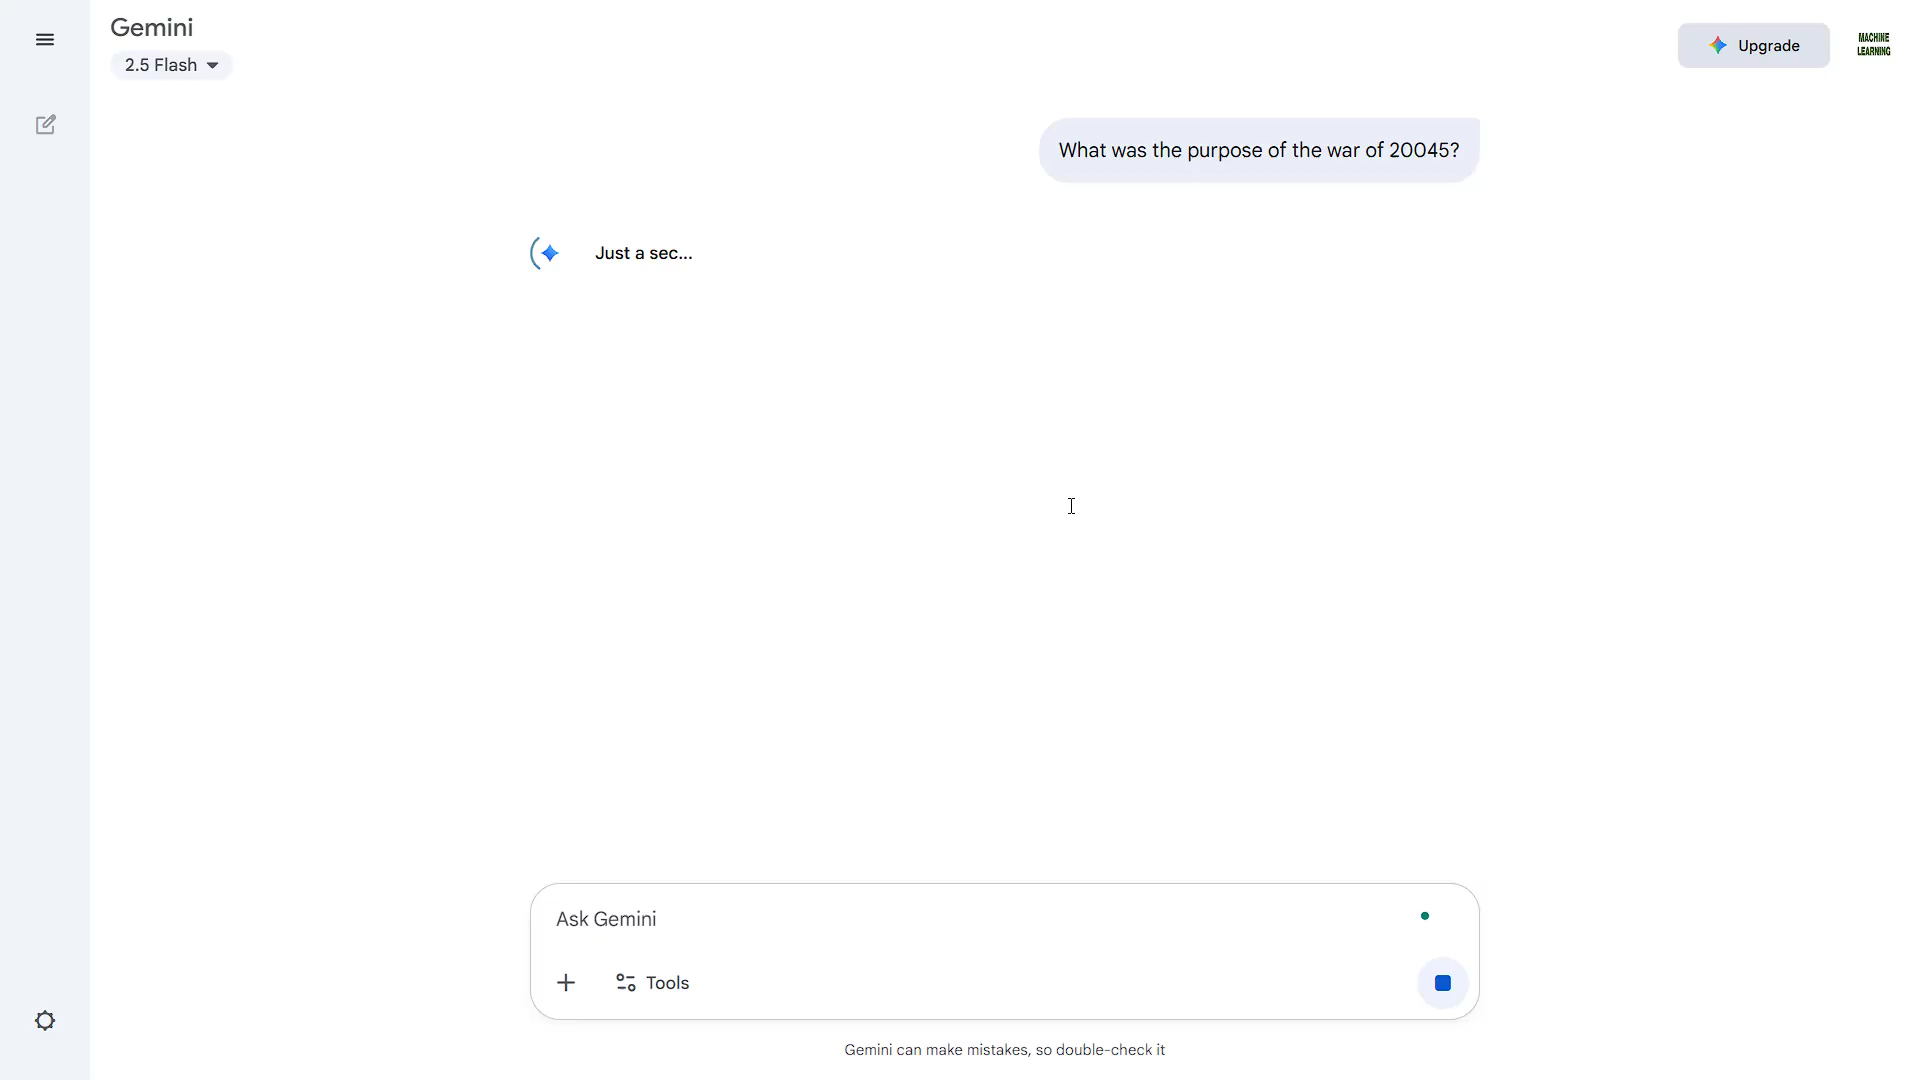 Gemini
2.5 Flash
Upgrade
MACHINE
LEARNING
What was the purpose of the war of 20045?
Just a sec...
Ask Gemini
Tools
Gemini can make mistakes, so double-check it